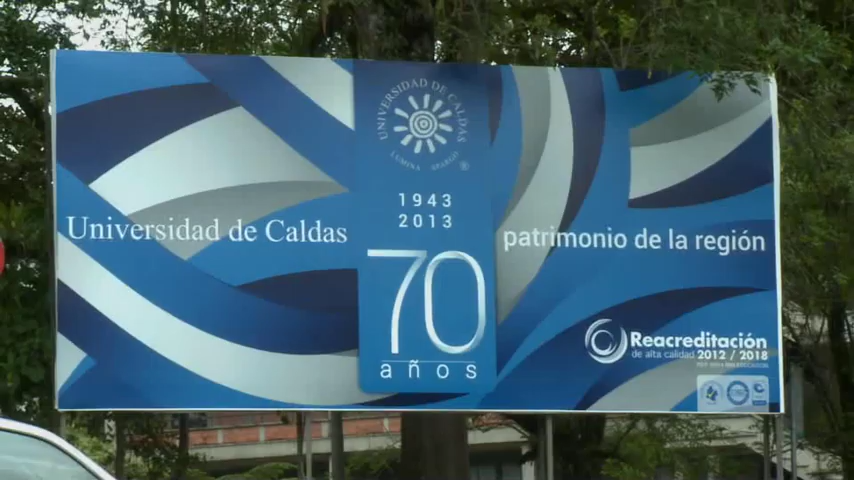 UNIVERSIDAD DE CALDAS
LUMINA SPARGO
®
1943
2013
Universidad de Caldas
patrimonio de la región
70
años
Reacreditación
de alta calidad 2012 / 2018